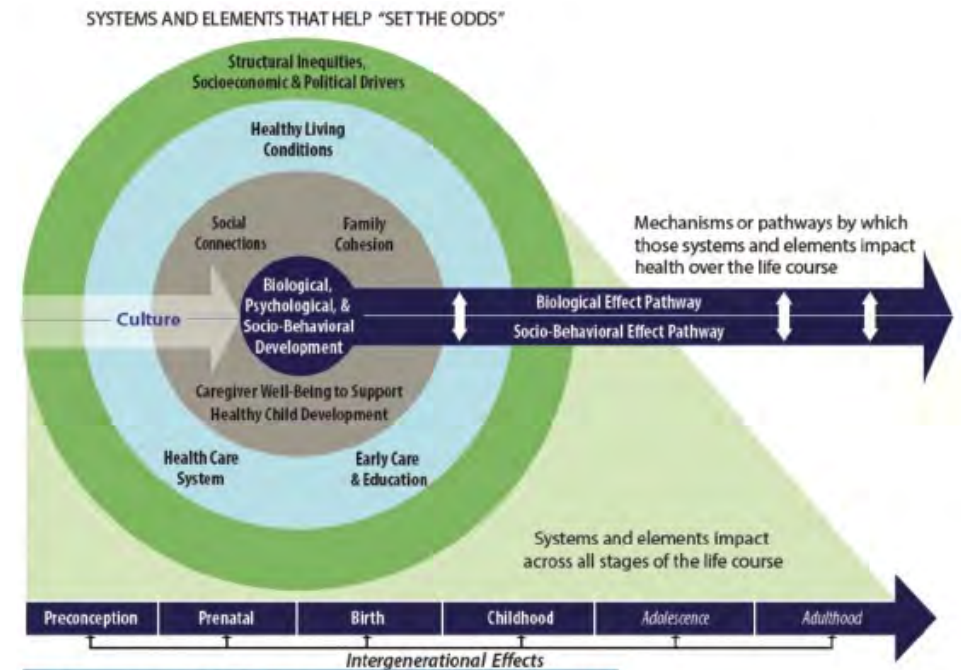 SYSTEMS AND ELEMENTS THAT HELP “SET THE ODDS”
Structural Inequities,
Socioeconomic & Political Drivers
Healthy Living
Conditions
Social
Connections
Family
Cohesion
Mechanisms or pathways by which
those systems and elements impact
health over the life course
Culture
Biological,
Psychological, &
Socio-Behavioral
Development
Biological Effect Pathway
Socio-Behavioral Effect Pathway
Caregiver Well-Being to Support
Healthy Child Development
Health Care
System
Early Care
& Education
Systems and elements impact
across all stages of the life course
Preconception
Prenatal
Birth
Childhood
Adolescence
Adulthood
Intergenerational Effects